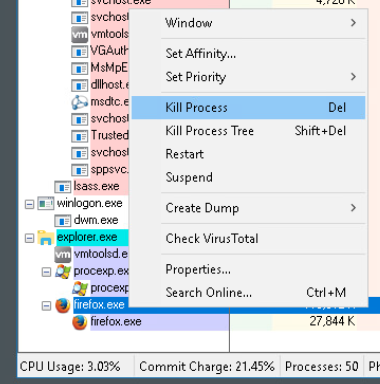 svchost.exe 4,728 K
svchost
vmtools
VGAuth
MsMpE
dllhost.e
msdtc.e
svchost
Trusted
svchost
sppsvc.
lsass.exe
winlogon.exe
dwm.exe
explorer.exe
vmtoolsd.e
procexp.ex
procexp
firefox.exe
firefox.exe 27,844 K
Window
Set Affinity...
Set Priority
Kill Process Del
Kill Process Tree Shift+Del
Restart
Suspend
Create Dump
Check VirusTotal
Properties...
Search Online... Ctrl+M
CPU Usage: 3.03% Commit Charge: 21.45% Processes: 50 Ph